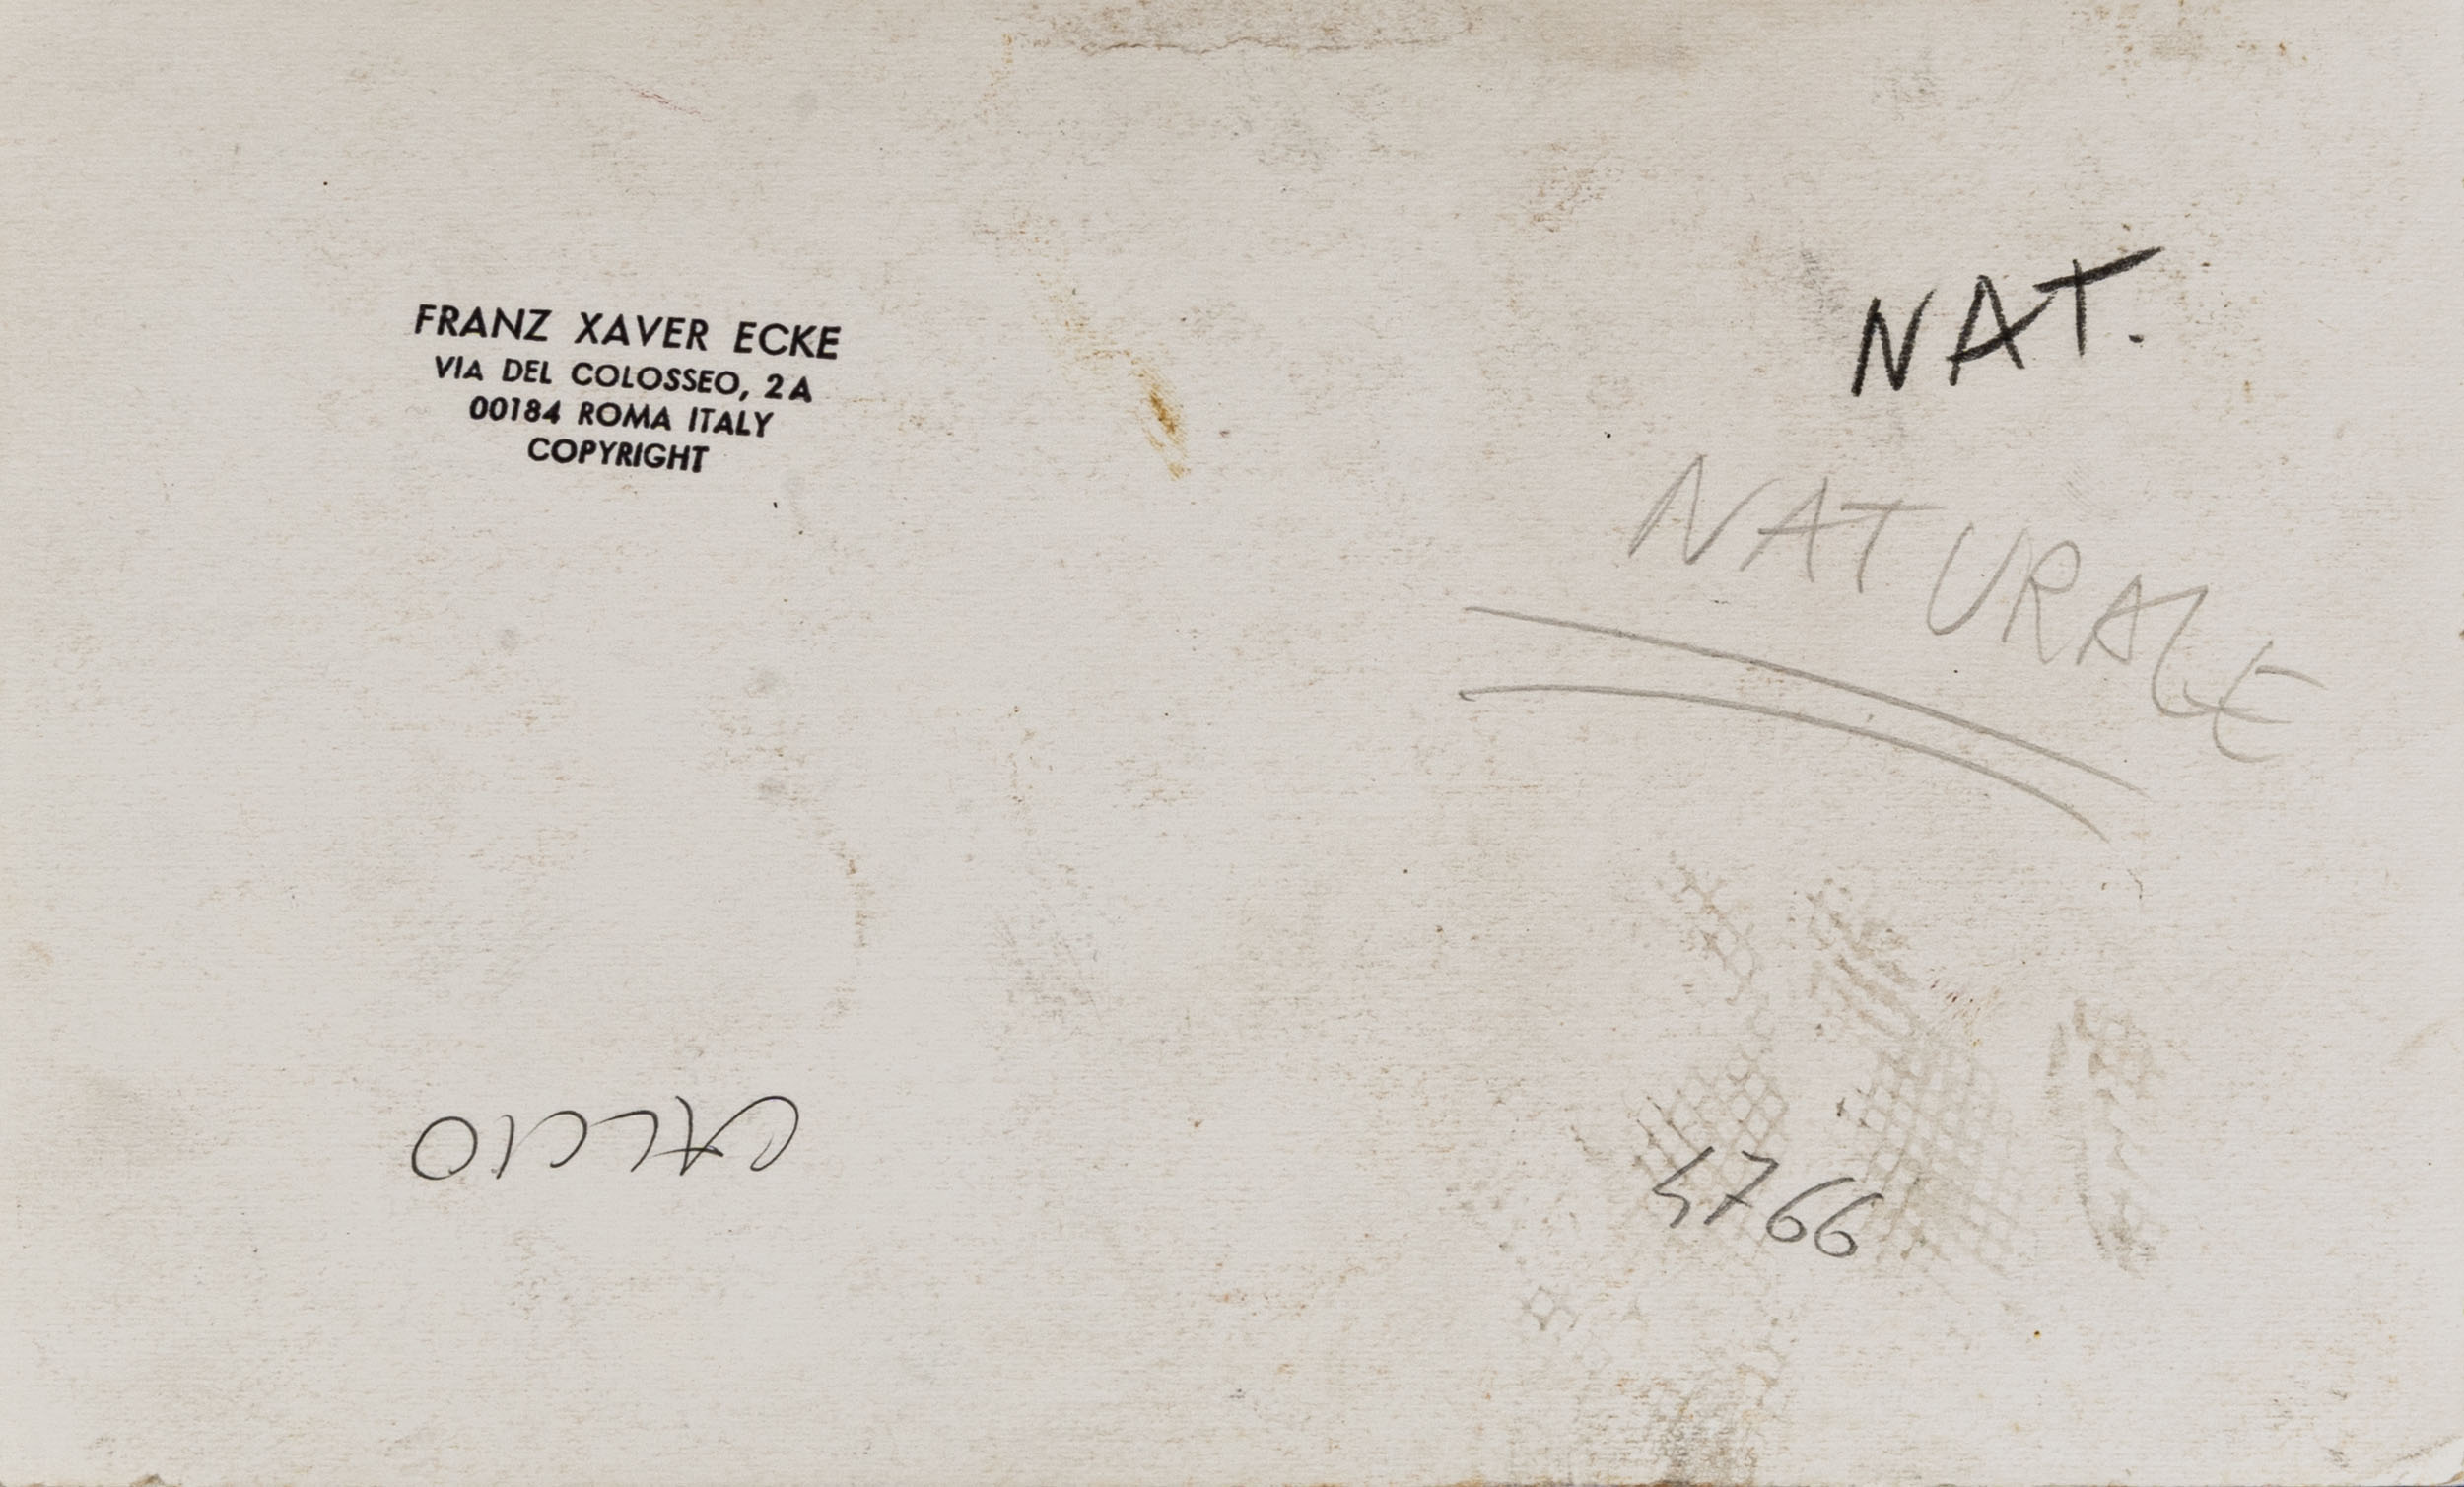 FRANZ XAVER ECKE
VIA DEL COLOSSEO, 2A
00184 ROMA ITALY
COPYRIGHT
NAT.
NATURALE
CALCIO
4766